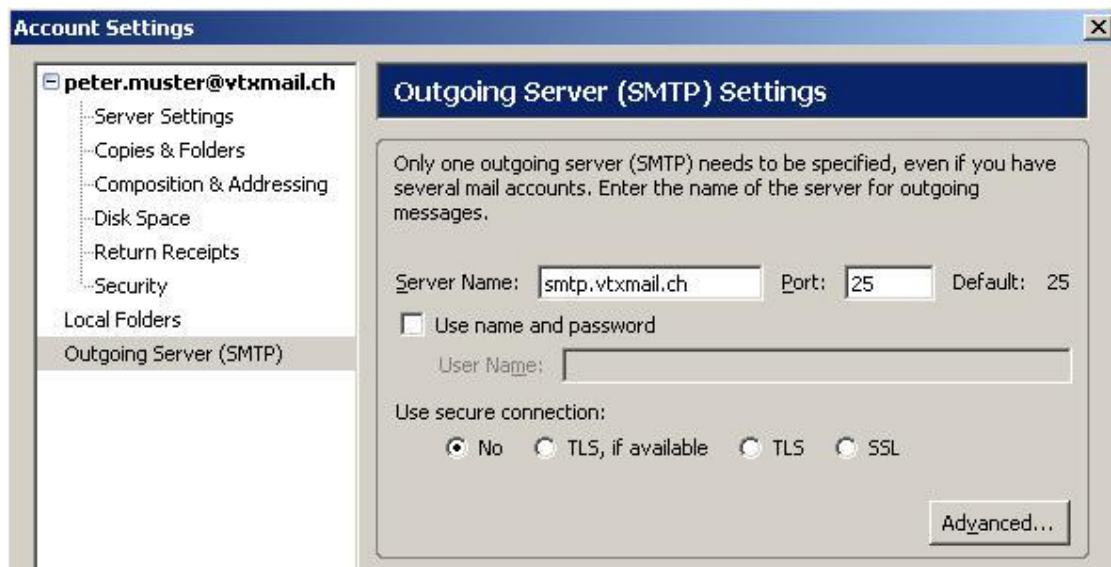 Account Settings
peter.muster@vtxmail.ch
Server Settings
Copies & Folders
Composition & Addressing
Disk Space
Return Receipts
Security
Local Folders
Outgoing Server (SMTP)
Outgoing Server (SMTP) Settings
Only one outgoing server (SMTP) needs to be specified, even if you have
several mail accounts. Enter the name of the server for outgoing
messages.
Server Name: smtp.vtxmail.ch Port: 25 Default: 25
Use name and password
User Name:
Use secure connection:
No TLS, if available TLS SSL
Advanced...